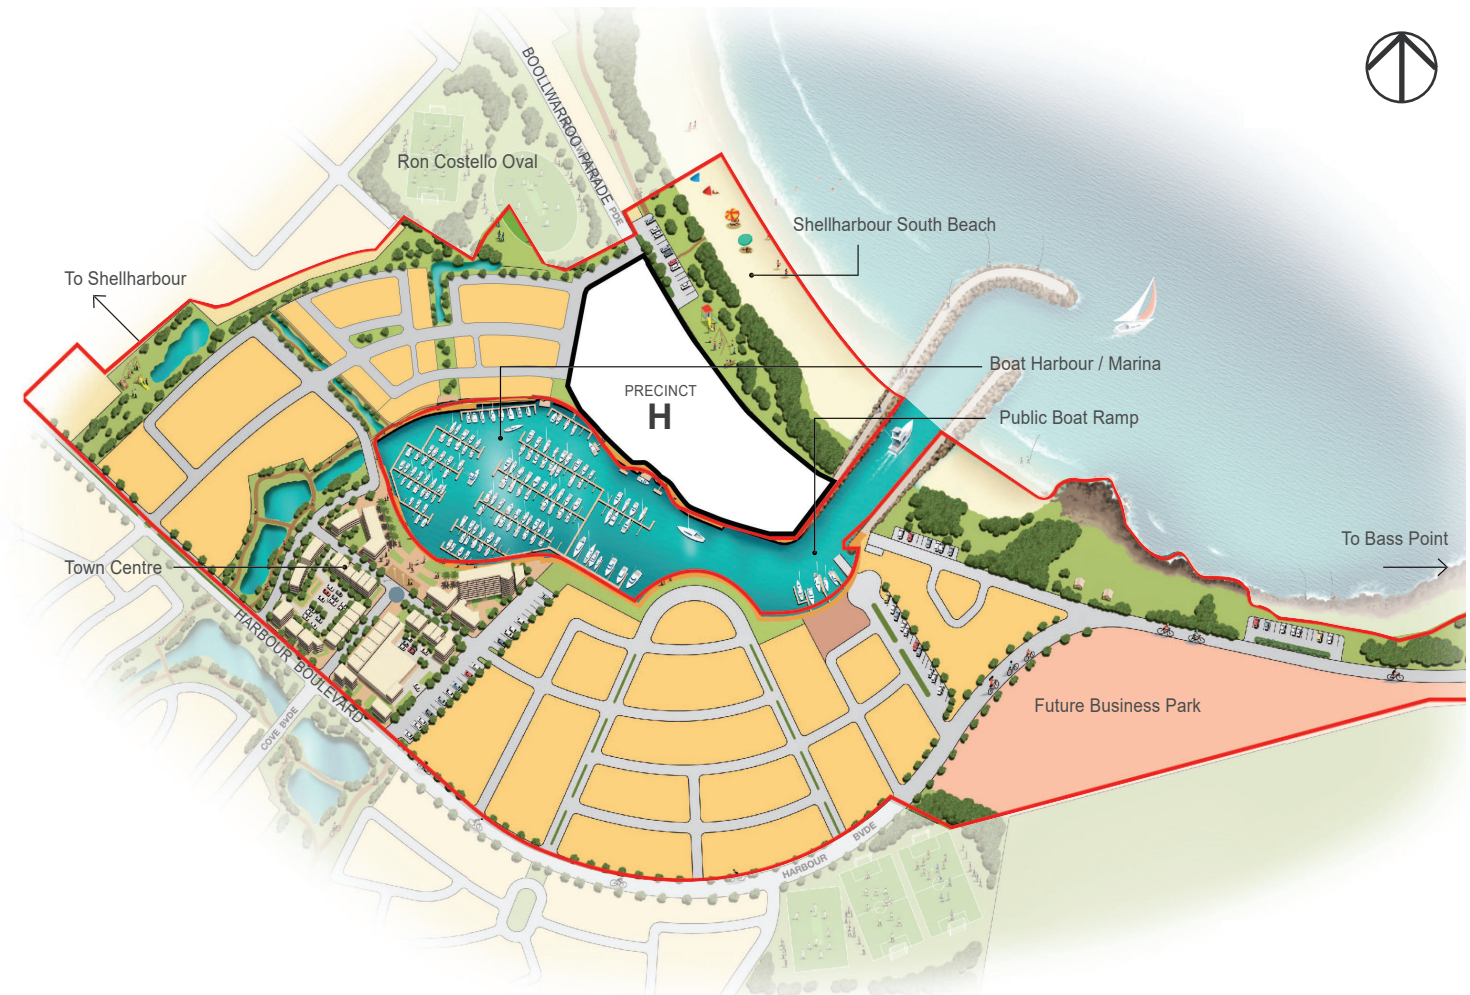 BOOLLWARROO PARADE
PDE
Ron Costello Oval
Shellharbour South Beach
To Shellharbour
Boat Harbour / Marina
PRECINCT
H
Public Boat Ramp
To Bass Point
Town Centre
HARBOUR BOULEVARD
COVE BVDE
Future Business Park
HARBOUR BVDE